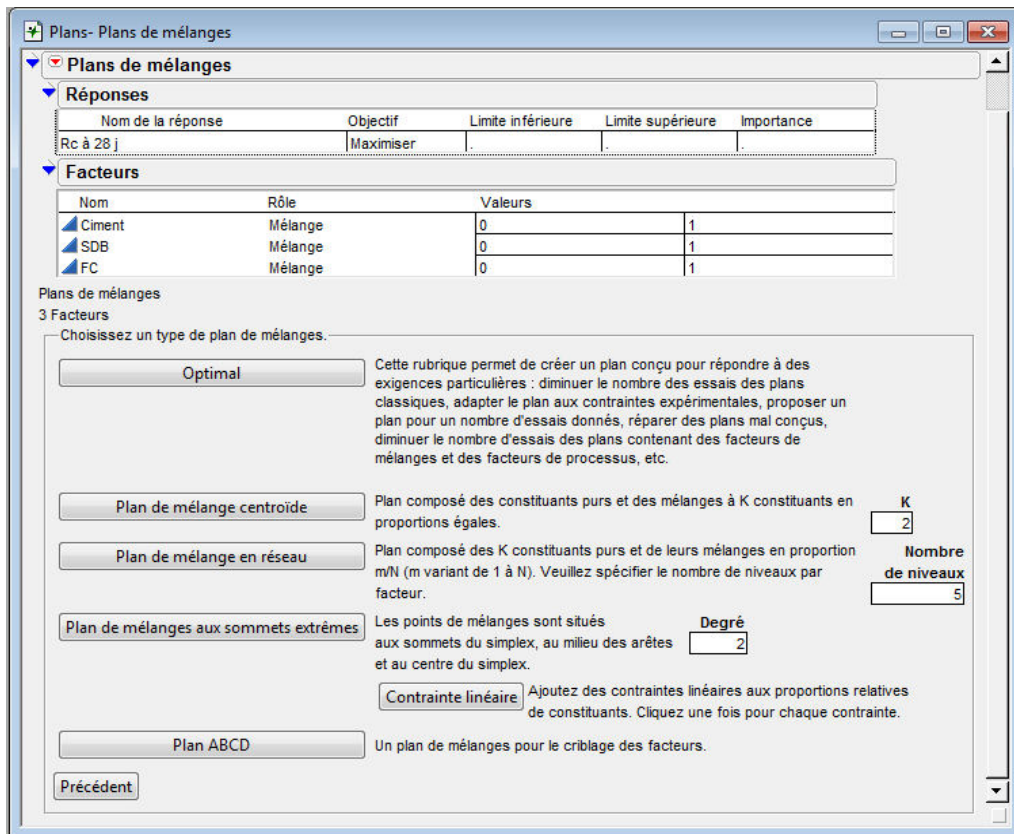 Plans- Plans de mélanges
Plans de mélanges
Réponses
Nom de la réponse Objectif Limite inférieure Limite supérieure Importance
Rc à 28 j Maximiser . . .
Facteurs
Nom Rôle Valeurs
Ciment Mélange 0 1
SDB Mélange 0 1
FC Mélange 0 1
Plans de mélanges
3 Facteurs
Choisissez un type de plan de mélanges.
Optimal
Cette rubrique permet de créer un plan conçu pour répondre à des
exigences particulières : diminuer le nombre des essais des plans
classiques, adapter le plan aux contraintes expérimentales, proposer un
plan pour un nombre d'essais donnés, réparer des plans mal conçus,
diminuer le nombre d'essais des plans contenant des facteurs de
mélanges et des facteurs de processus, etc.
Plan de mélange centroïde
Plan composé des constituants purs et des mélanges à K constituants en
proportions égales.
K
2
Plan de mélange en réseau
Plan composé des K constituants purs et de leurs mélanges en proportion
m/N (m variant de 1 à N). Veuillez spécifier le nombre de niveaux par
facteur.
Nombre
de niveaux
5
Plan de mélanges aux sommets extrêmes
Les points de mélanges sont situés
aux sommets du simplex, au milieu des arêtes
et au centre du simplex.
Degré
2
Contrainte linéaire
Ajoutez des contraintes linéaires aux proportions relatives
de constituants. Cliquez une fois pour chaque contrainte.
Plan ABCD
Un plan de mélanges pour le criblage des facteurs.
Précédent